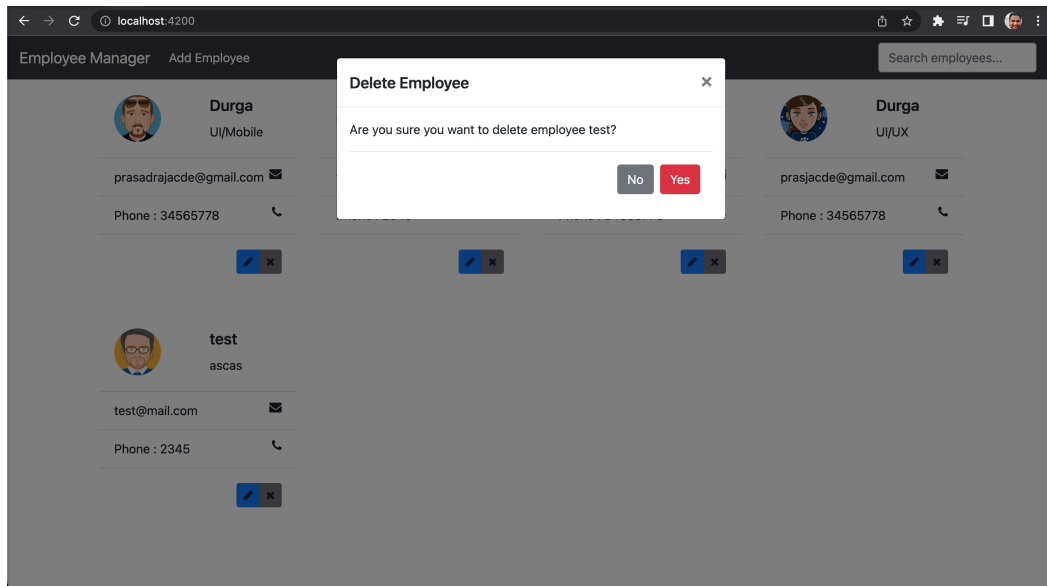 localhost:4200
Employee Manager Add Employee Search employees...
Delete Employee ×
Are you sure you want to delete employee test?
No Yes
Durga
UI/Mobile
prasadrajacde@gmail.com
Phone : 34565778
Durga
UI/UX
prasjacde@gmail.com
Phone : 34565778
test
ascas
test@mail.com
Phone : 2345